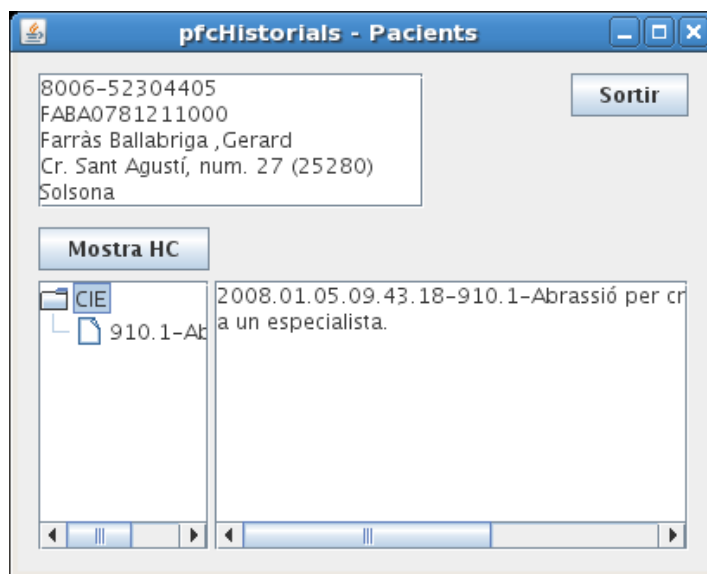 pfcHistorials - Pacients
8006-52304405
FABA0781211000
Farràs Ballabriga ,Gerard
Cr. Sant Agustí, num. 27 (25280)
Solsona
Sortir
Mostra HC
CIE
910.1-Ab
2008.01.05.09.43.18-910.1-Abrassió per cr
a un especialista.